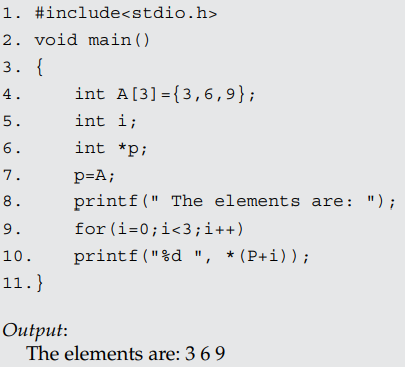 1. #include<stdio.h>
2. void main()
3. {
4. int A[3]={3,6,9};
5. int i;
6. int *p;
7. p=A;
8. printf(" The elements are: ");
9. for(i=0;i<3;i++)
10. printf("%d ", *(P+i));
11.}
Output:
The elements are: 3 6 9